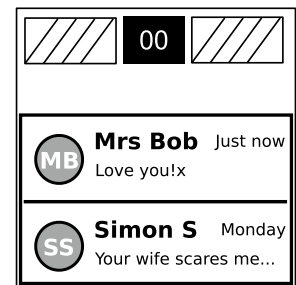 00
MB
Mrs Bob
Just now
Love you!x
SS
Simon S
Monday
Your wife scares me...